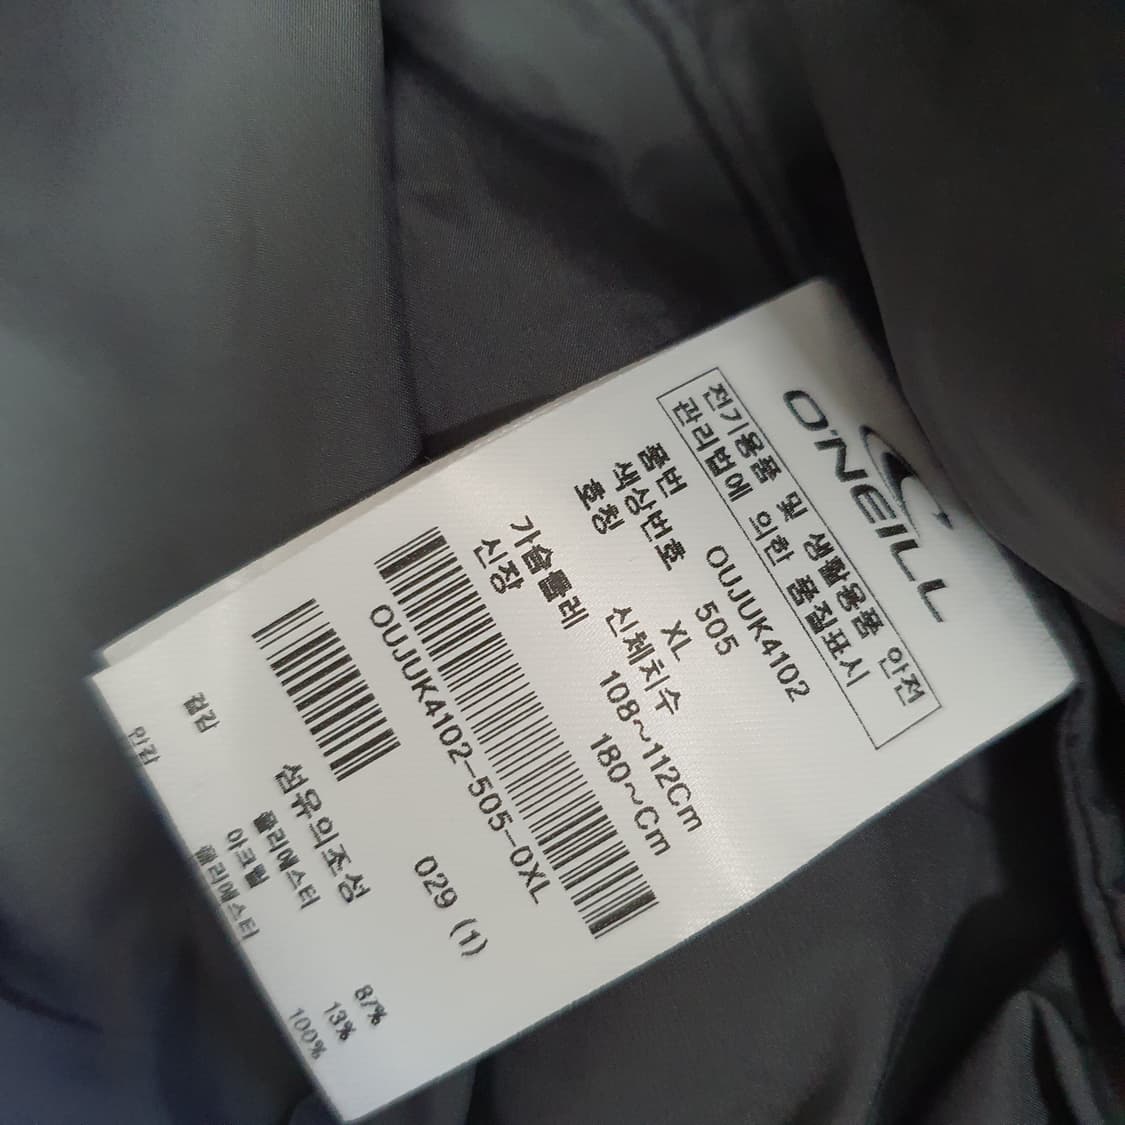 O'NEILL
전기용품 및 생활용품 안전
관리법에 의한 품질표시
품번 OUJUK4102
색상번호 505
호칭 XL
신체치수
가슴둘레 108~112Cm
신장 180~Cm
OUJUK4102-505-0XL
029 (1)
섬유의조성
겉감 폴리에스터 87%
아크릴 13%
안감 폴리에스터 100%